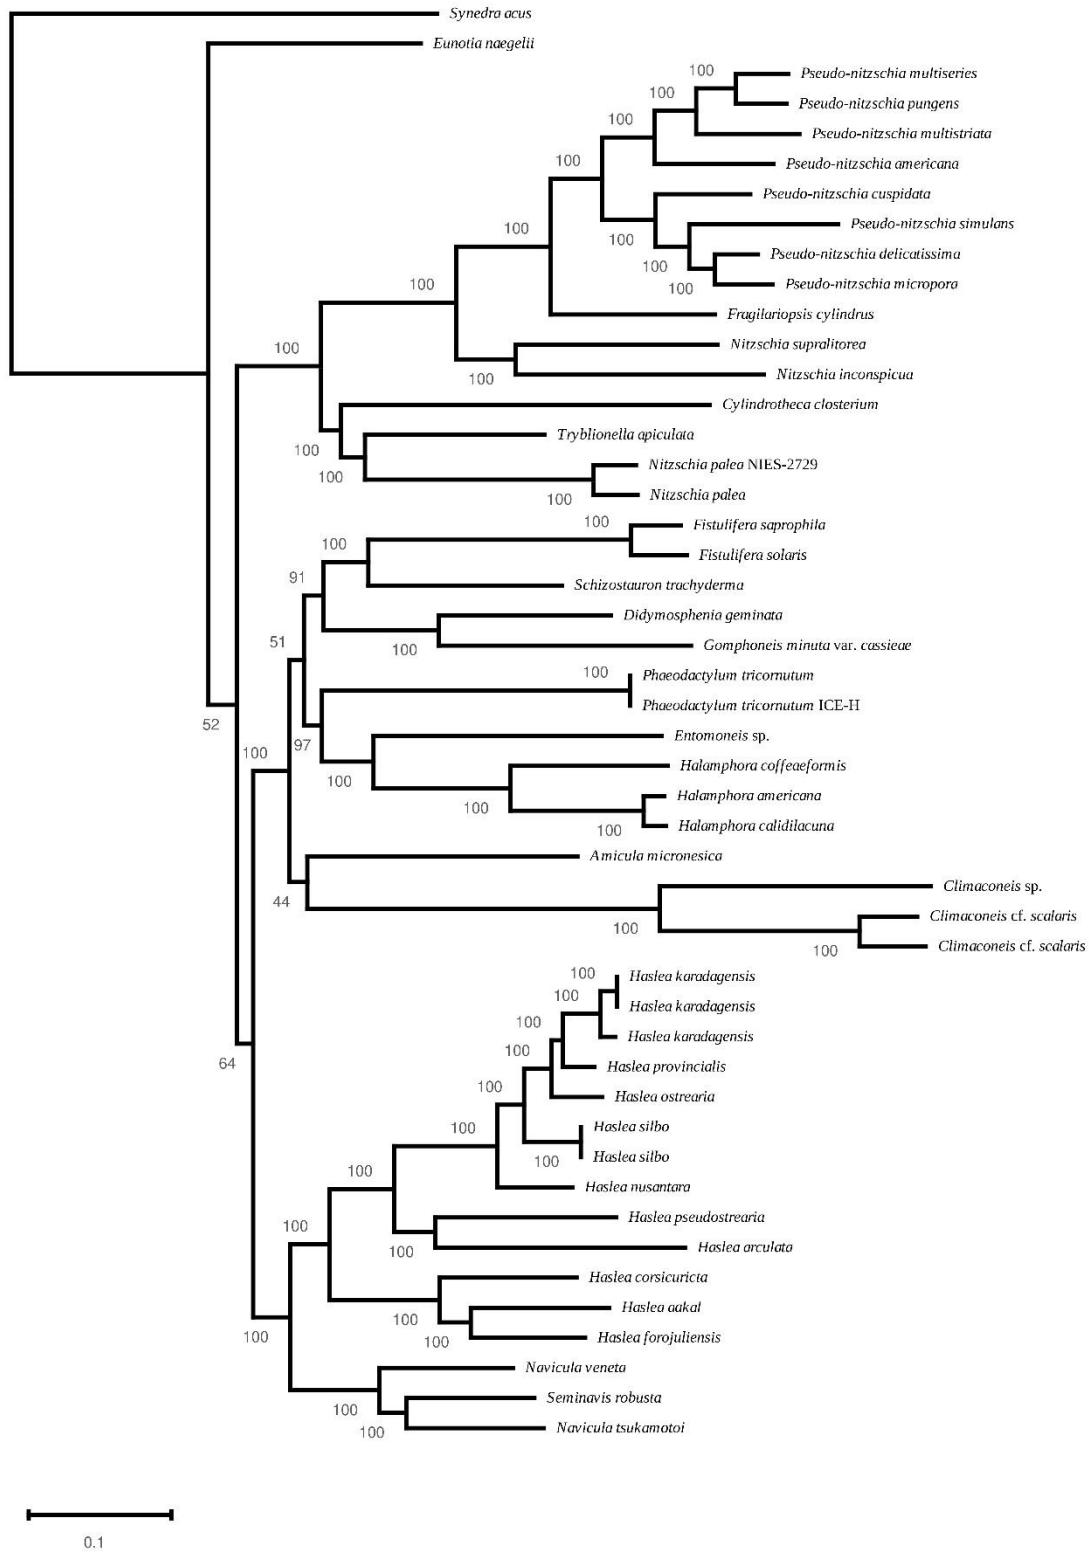 Synedra acus
Eunotia naegelii
100
Pseudo-nitzschia multiseries
100
Pseudo-nitzschia pungens
100
Pseudo-nitzschia multistriata
100
Pseudo-nitzschia americana
Pseudo-nitzschia cuspidata
100
Pseudo-nitzschia simulans
100
Pseudo-nitzschia delicatissima
100
100
Pseudo-nitzschia micropora
100
Fragilariopsis cylindrus
100
Nitzschia supralitorea
100
Nitzschia inconspicua
Cylindrotheca closterium
Tryblionella apiculata
100
Nitzschia palea NIES-2729
100
100
Nitzschia palea
100
Fistulifera saprophila
100
Fistulifera solaris
91
Schizostauron trachyderma
Didymosphenia geminata
51
100
Gomphoneis minuta var. cassieae
100
Phaeodactylum tricornutum
Phaeodactylum tricornutum ICE-H
52
Entomoneis sp.
100
97
Halamphora coffeaeformis
100
Halamphora americana
100
100
Halamphora calidilacuna
Amicula micronesica
Climaconeis sp.
44
Climaconeis cf. scalaris
100
100
Climaconeis cf. scalaris
100
Haslea karadagensis
100
Haslea karadagensis
100
Haslea karadagensis
100
64
Haslea provincialis
100
Haslea ostrearia
100
Haslea silbo
100
Haslea silbo
100
Haslea nusantara
100
Haslea pseudostrearia
100
Haslea arculata
Haslea corsicuricta
Haslea aakal
100
100
100
Haslea forojuliensis
Navicula veneta
Seminavis robusta
100
100
Navicula tsukamotoi
0.1